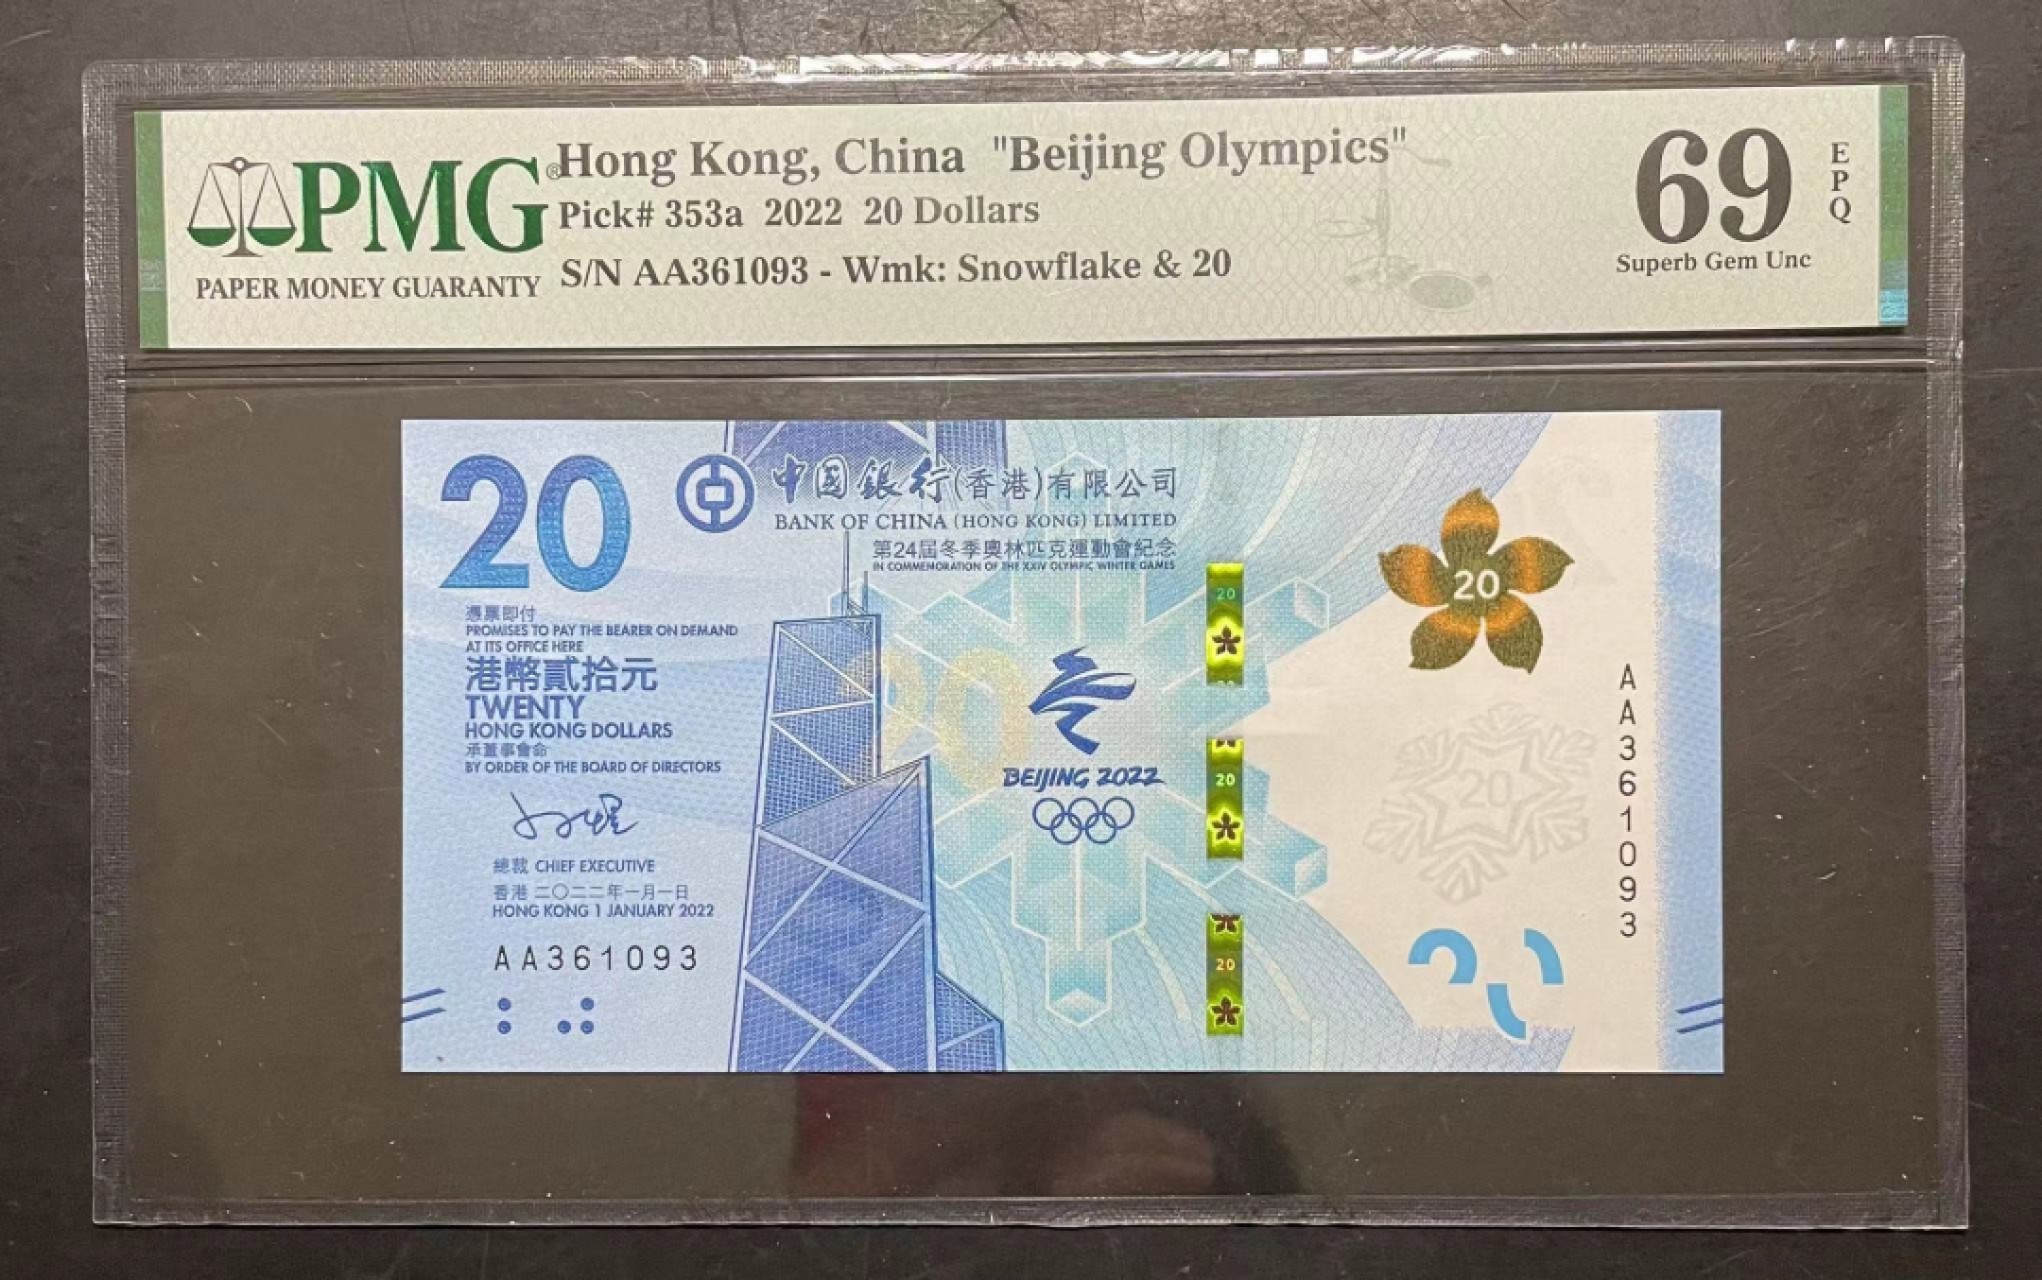 PMG®
PAPER MONEY GUARANTY
Hong Kong, China "Beijing Olympics"
Pick# 353a 2022 20 Dollars
S/N AA361093 - Wmk: Snowflake & 20
69
EPQ
Superb Gem Unc
20
中国銀行(香港)有限公司
BANK OF CHINA (HONG KONG) LIMITED
第24屆冬季奧林匹克運動會紀念
IN COMMEMORATION OF THE XXIV OLYMPIC WINTER GAMES
憑票即付
PROMISES TO PAY THE BEARER ON DEMAND
AT ITS OFFICE HERE
港幣貳拾元
TWENTY
HONG KONG DOLLARS
承董事會命
BY ORDER OF THE BOARD OF DIRECTORS
總裁 CHIEF EXECUTIVE
香港 二〇二二年一月一日
HONG KONG 1 JANUARY 2022
AA361093
20
BEIJING 2022
20
20
20
20
20
AA361093